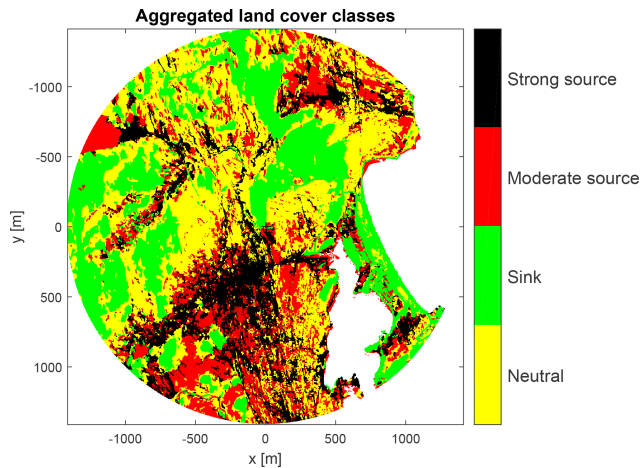 Aggregated land cover classes
-1000
-500
0
500
1000
y [m]
-1000
-500
0
500
1000
x [m]
Strong source
Moderate source
Sink
Neutral